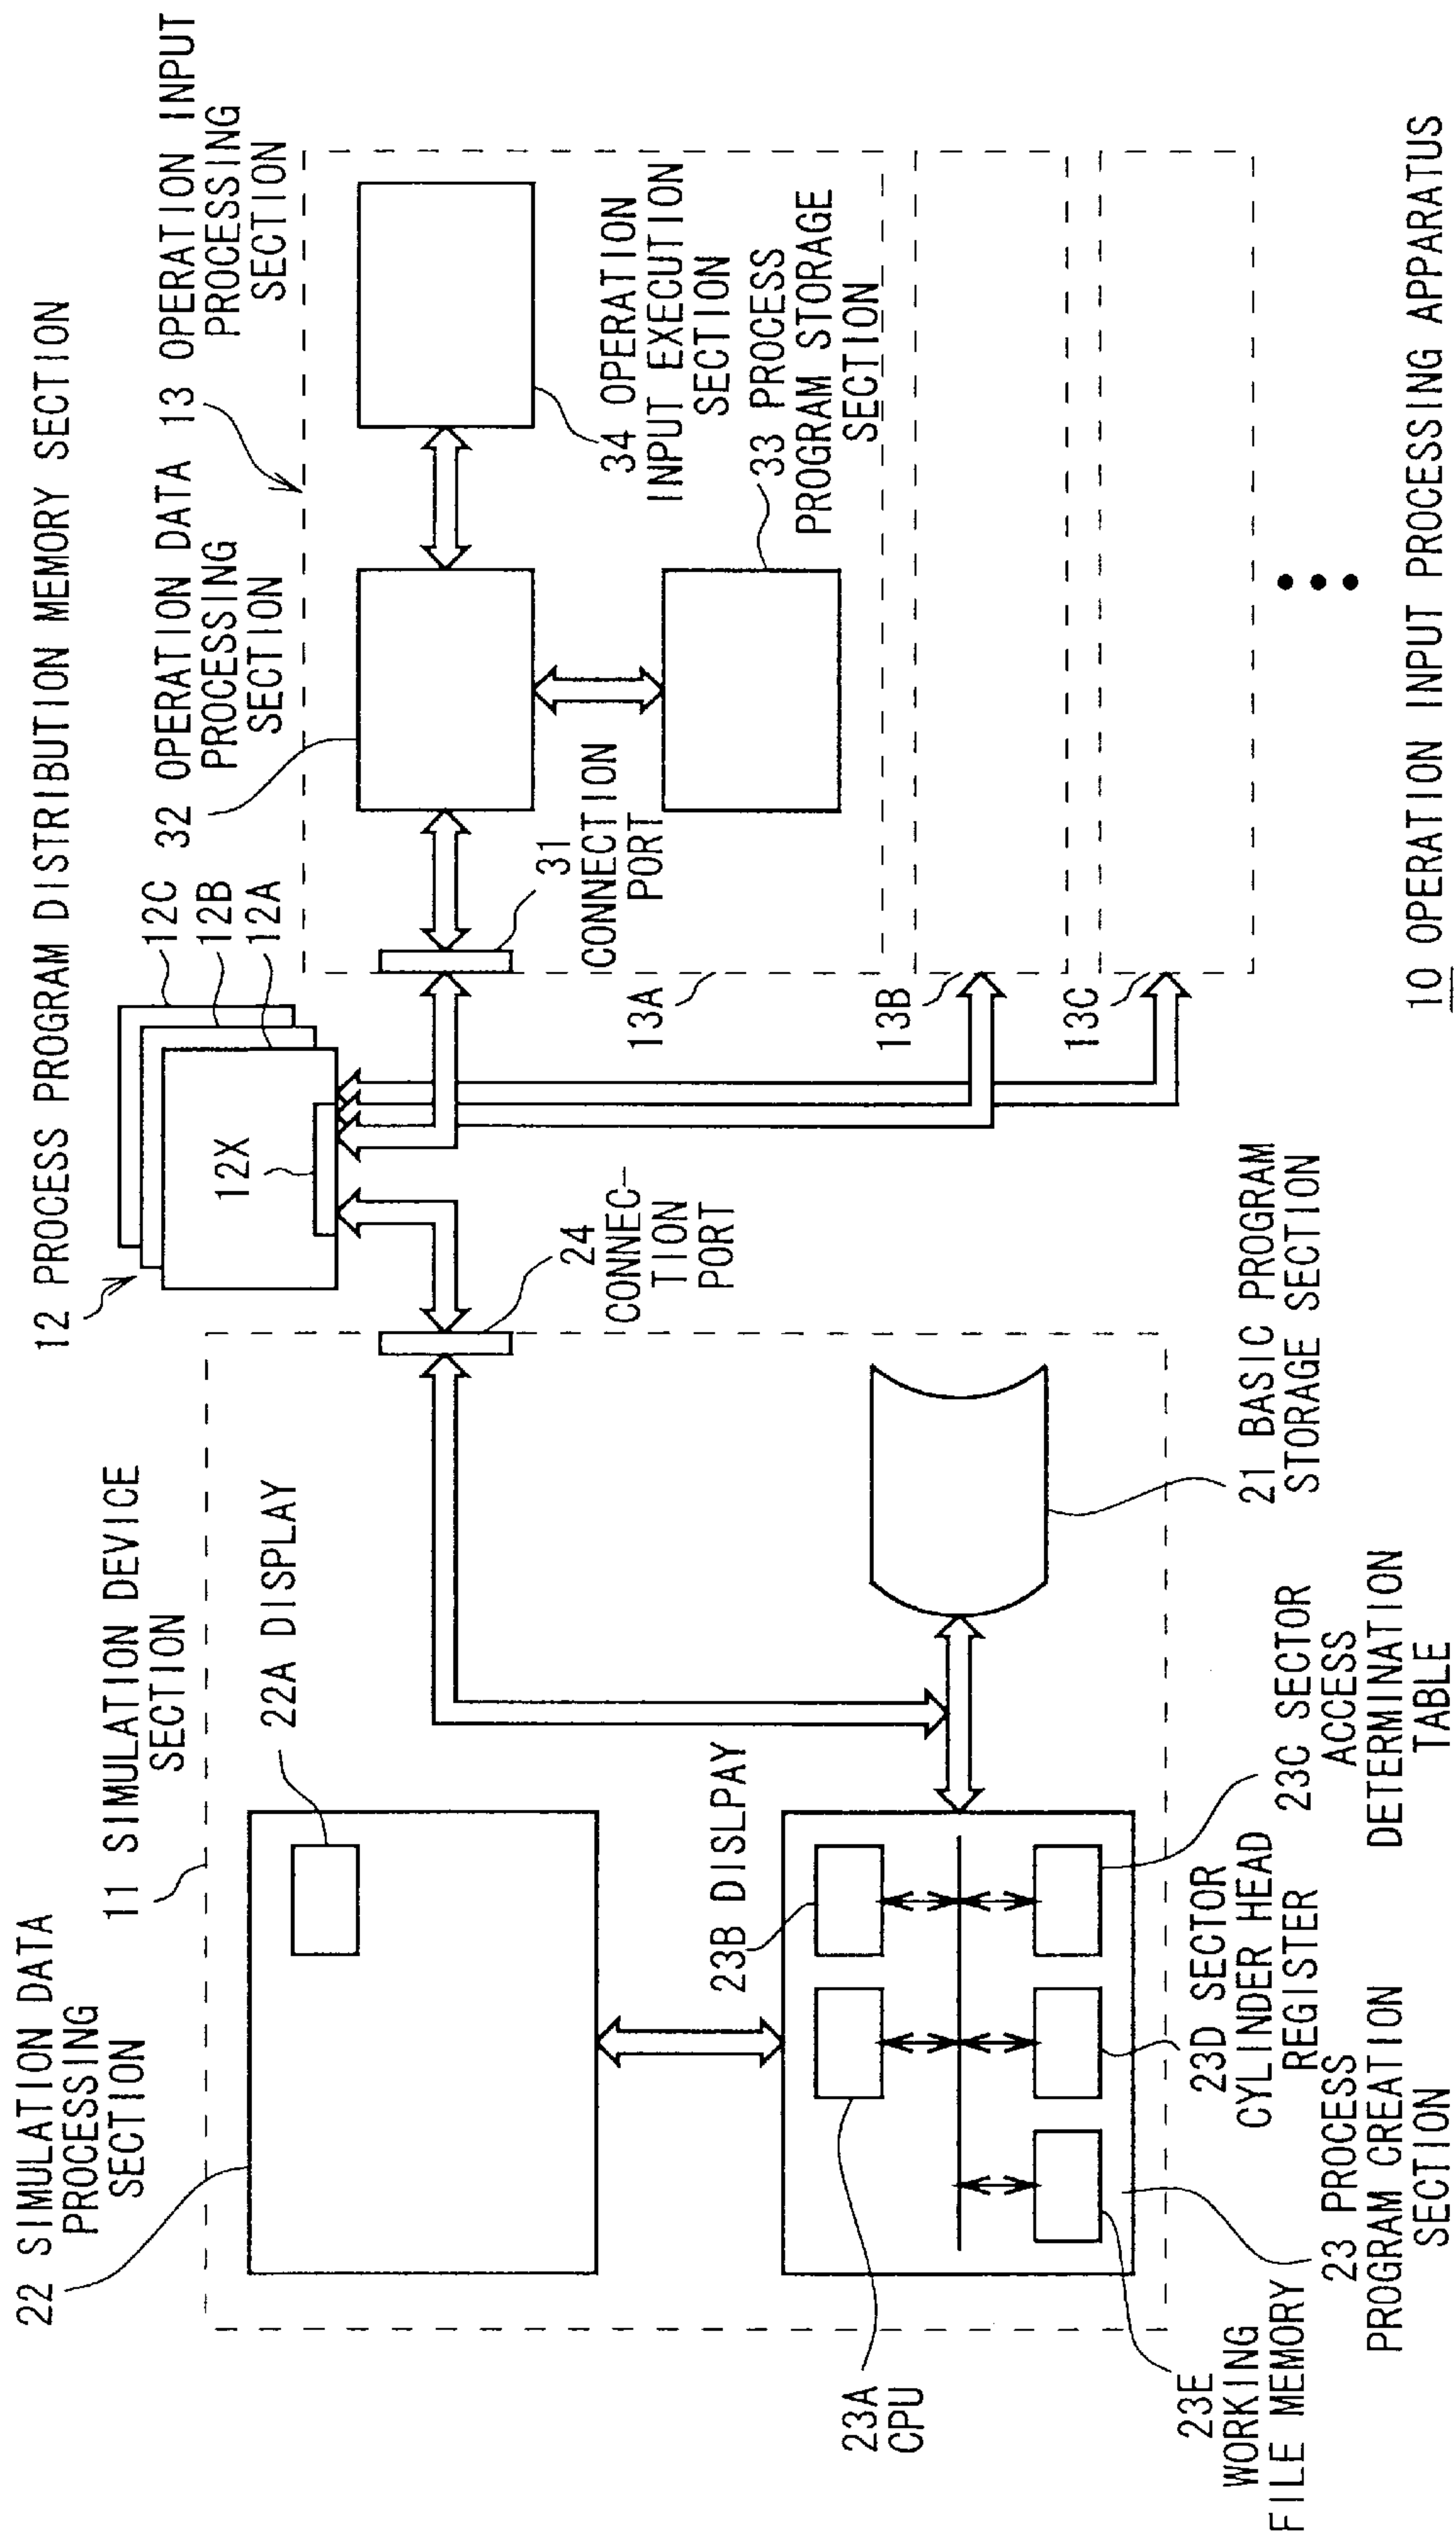 12 PROCESS PROGRAM DISTRIBUTION MEMORY SECTION
22 SIMULATION DATA
PROCESSING
SECTION
11 SIMULATION DEVICE
SECTION
22A DISPLAY
12C
12B
12A
12X
32 OPERATION DATA
PROCESSING
SECTION
13 OPERATION INPUT
PROCESSING
SECTION
24
CONNEC-
TION
PORT
31
CONNECTION
PORT
34 OPERATION
INPUT EXECUTION
SECTION
33 PROCESS
PROGRAM STORAGE
SECTION
13A
13B
13C
23B DISLPAY
23A
CPU
21 BASIC PROGRAM
STORAGE SECTION
23C SECTOR
ACCESS
DETERMINATION
TABLE
23D SECTOR
CYLINDER HEAD
REGISTER
23E
WORKING
FILE MEMORY
23 PROCESS
PROGRAM CREATION
SECTION
10 OPERATION INPUT PROCESSING APPARATUS